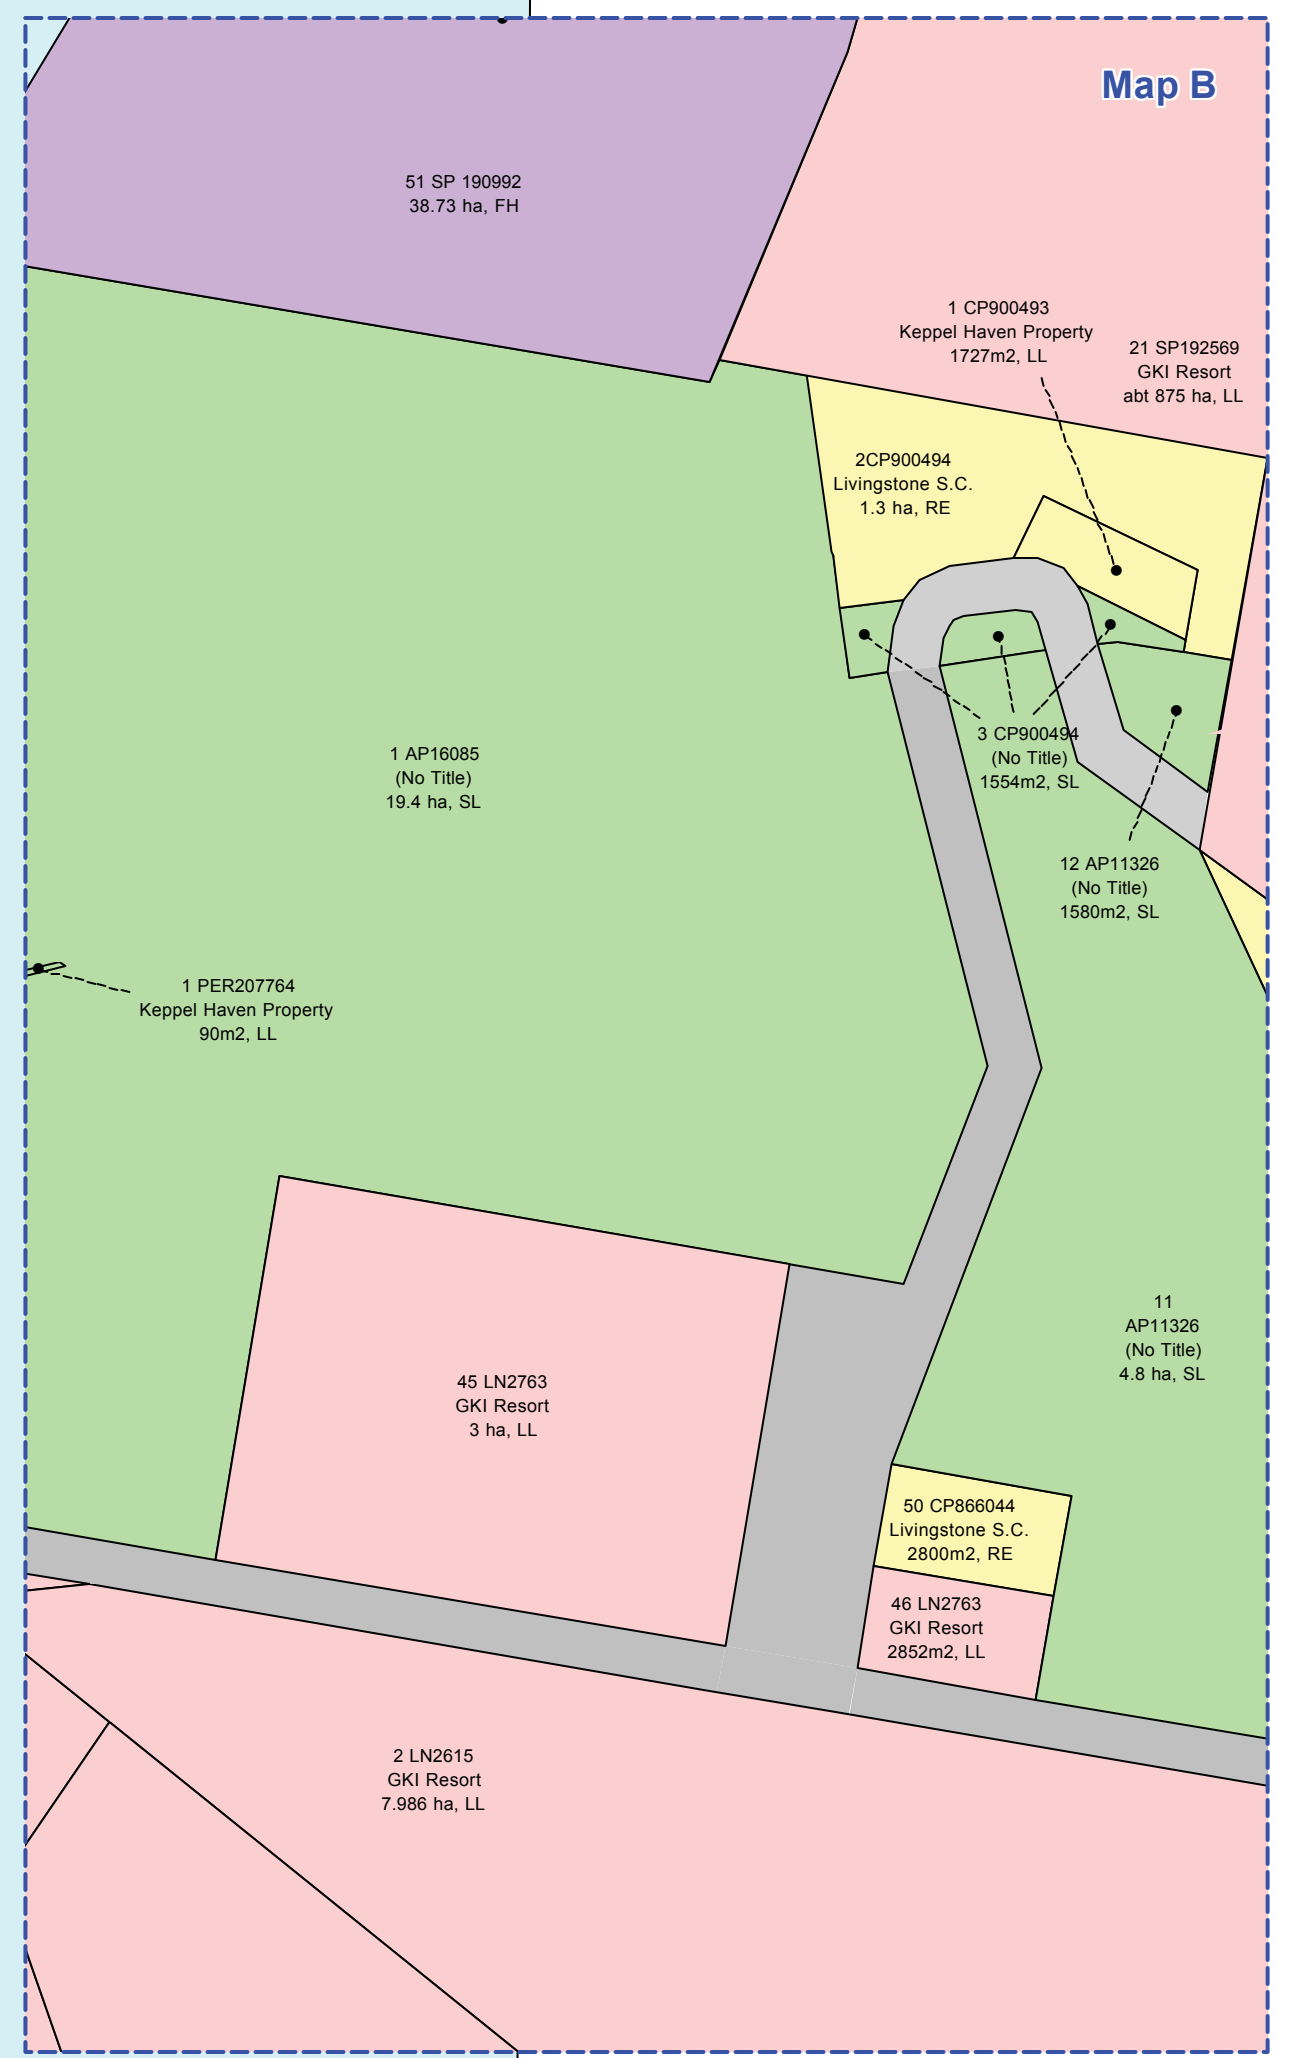 Map B
51 SP 190992
38.73 ha, FH
1 CP900493
Keppel Haven Property
1727m2, LL
21 SP192569
GKI Resort
abt 875 ha, LL
2CP900494
Livingstone S.C.
1.3 ha, RE
3 CP900494
(No Title)
1554m2, SL
1 AP16085
(No Title)
19.4 ha, SL
12 AP11326
(No Title)
1580m2, SL
1 PER207764
Keppel Haven Property
90m2, LL
11
AP11326
(No Title)
4.8 ha, SL
45 LN2763
GKI Resort
3 ha, LL
50 CP866044
Livingstone S.C.
2800m2, RE
46 LN2763
GKI Resort
2852m2, LL
2 LN2615
GKI Resort
7.986 ha, LL